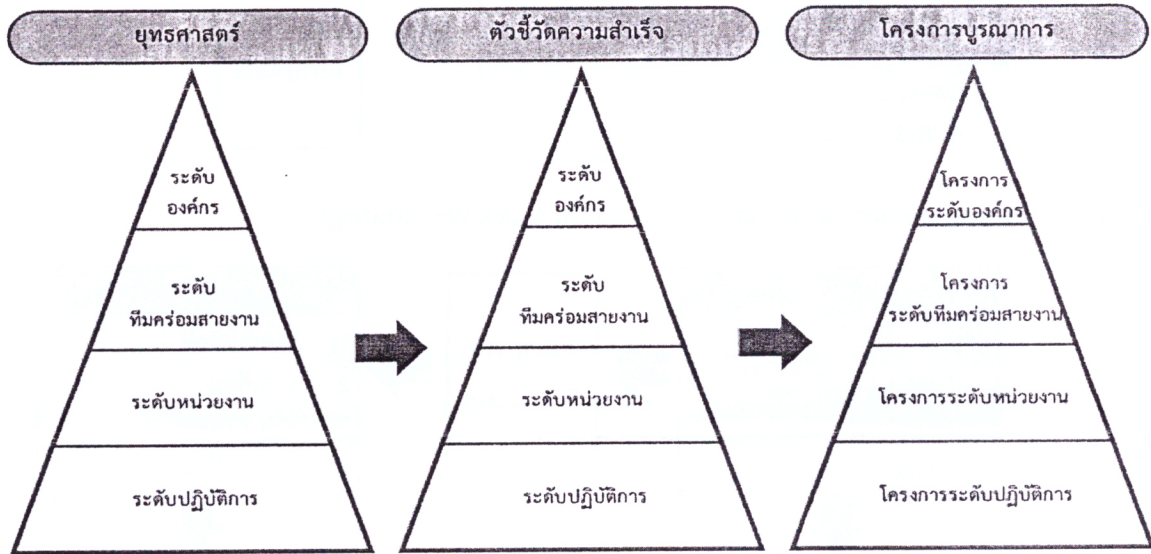 ยุทธศาสตร์
ตัวชี้วัดความสำเร็จ
โครงการบูรณาการ
ระดับ
องค์กร
ระดับ
ทีมคร่อมสายงาน
ระดับหน่วยงาน
ระดับปฏิบัติการ
ระดับ
องค์กร
ระดับ
ทีมคร่อมสายงาน
ระดับหน่วยงาน
ระดับปฏิบัติการ
โครงการ
ระดับองค์กร
โครงการ
ระดับทีมคร่อมสายงาน
โครงการระดับหน่วยงาน
โครงการระดับปฏิบัติการ